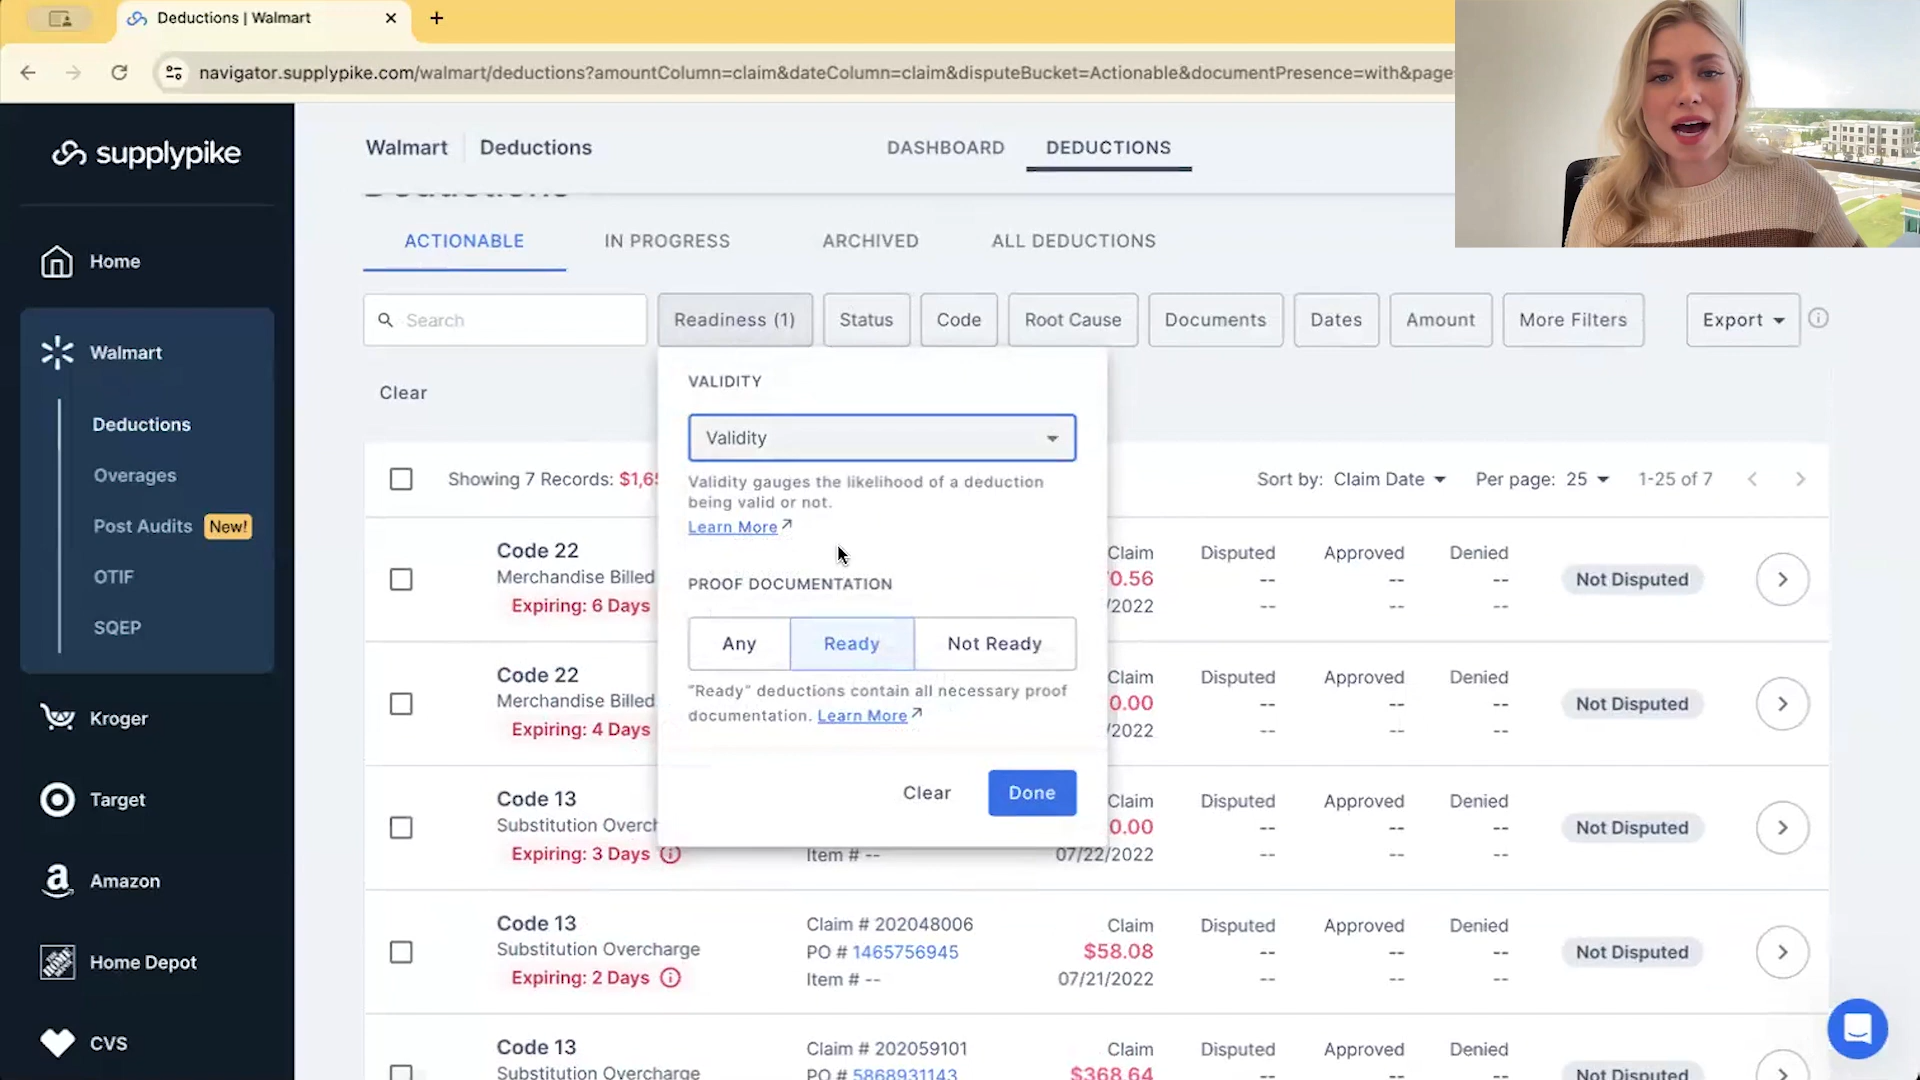 Deductions | Walmart
navigator.supplypike.com/walmart/deductions?amountColumn=claim&dateColumn=claim&disputeBucket=Actionable&documentPresence=with&page
supplypike
Home
Walmart
Deductions
Overages
Post Audits New!
OTIF
SQEP
Kroger
Target
Amazon
Home Depot
CVS
Walmart Deductions
DASHBOARD DEDUCTIONS
Deductions
ACTIONABLE IN PROGRESS ARCHIVED ALL DEDUCTIONS
Search Readiness (1) Status Code Root Cause Documents Dates Amount More Filters Export
Clear
VALIDITY
Validity
Validity gauges the likelihood of a deduction
being valid or not.
Learn More
PROOF DOCUMENTATION
Any Ready Not Ready
"Ready" deductions contain all necessary proof
documentation. Learn More
Clear Done
Showing 7 Records: $1,65
Sort by: Claim Date Per page: 25 1-25 of 7
Code 22 Claim Disputed Approved Denied
Merchandise Billed 0.56 -- -- -- Not Disputed
Expiring: 6 Days /2022 -- -- --
Code 22 Claim Disputed Approved Denied
Merchandise Billed 0.00 -- -- -- Not Disputed
Expiring: 4 Days /2022 -- -- --
Code 13 Claim Disputed Approved Denied
Substitution Overch 0.00 -- -- -- Not Disputed
Expiring: 3 Days Item # -- 07/22/2022 -- -- --
Code 13 Claim # 202048006 Claim Disputed Approved Denied
Substitution Overcharge PO # 1465756945 $58.08 -- -- -- Not Disputed
Expiring: 2 Days Item # -- 07/21/2022 -- -- --
Code 13 Claim # 202059101 Claim Disputed Approved Denied
Substitution Overcharge PO # 5868931143 $368.64 -- -- -- Not Disputed